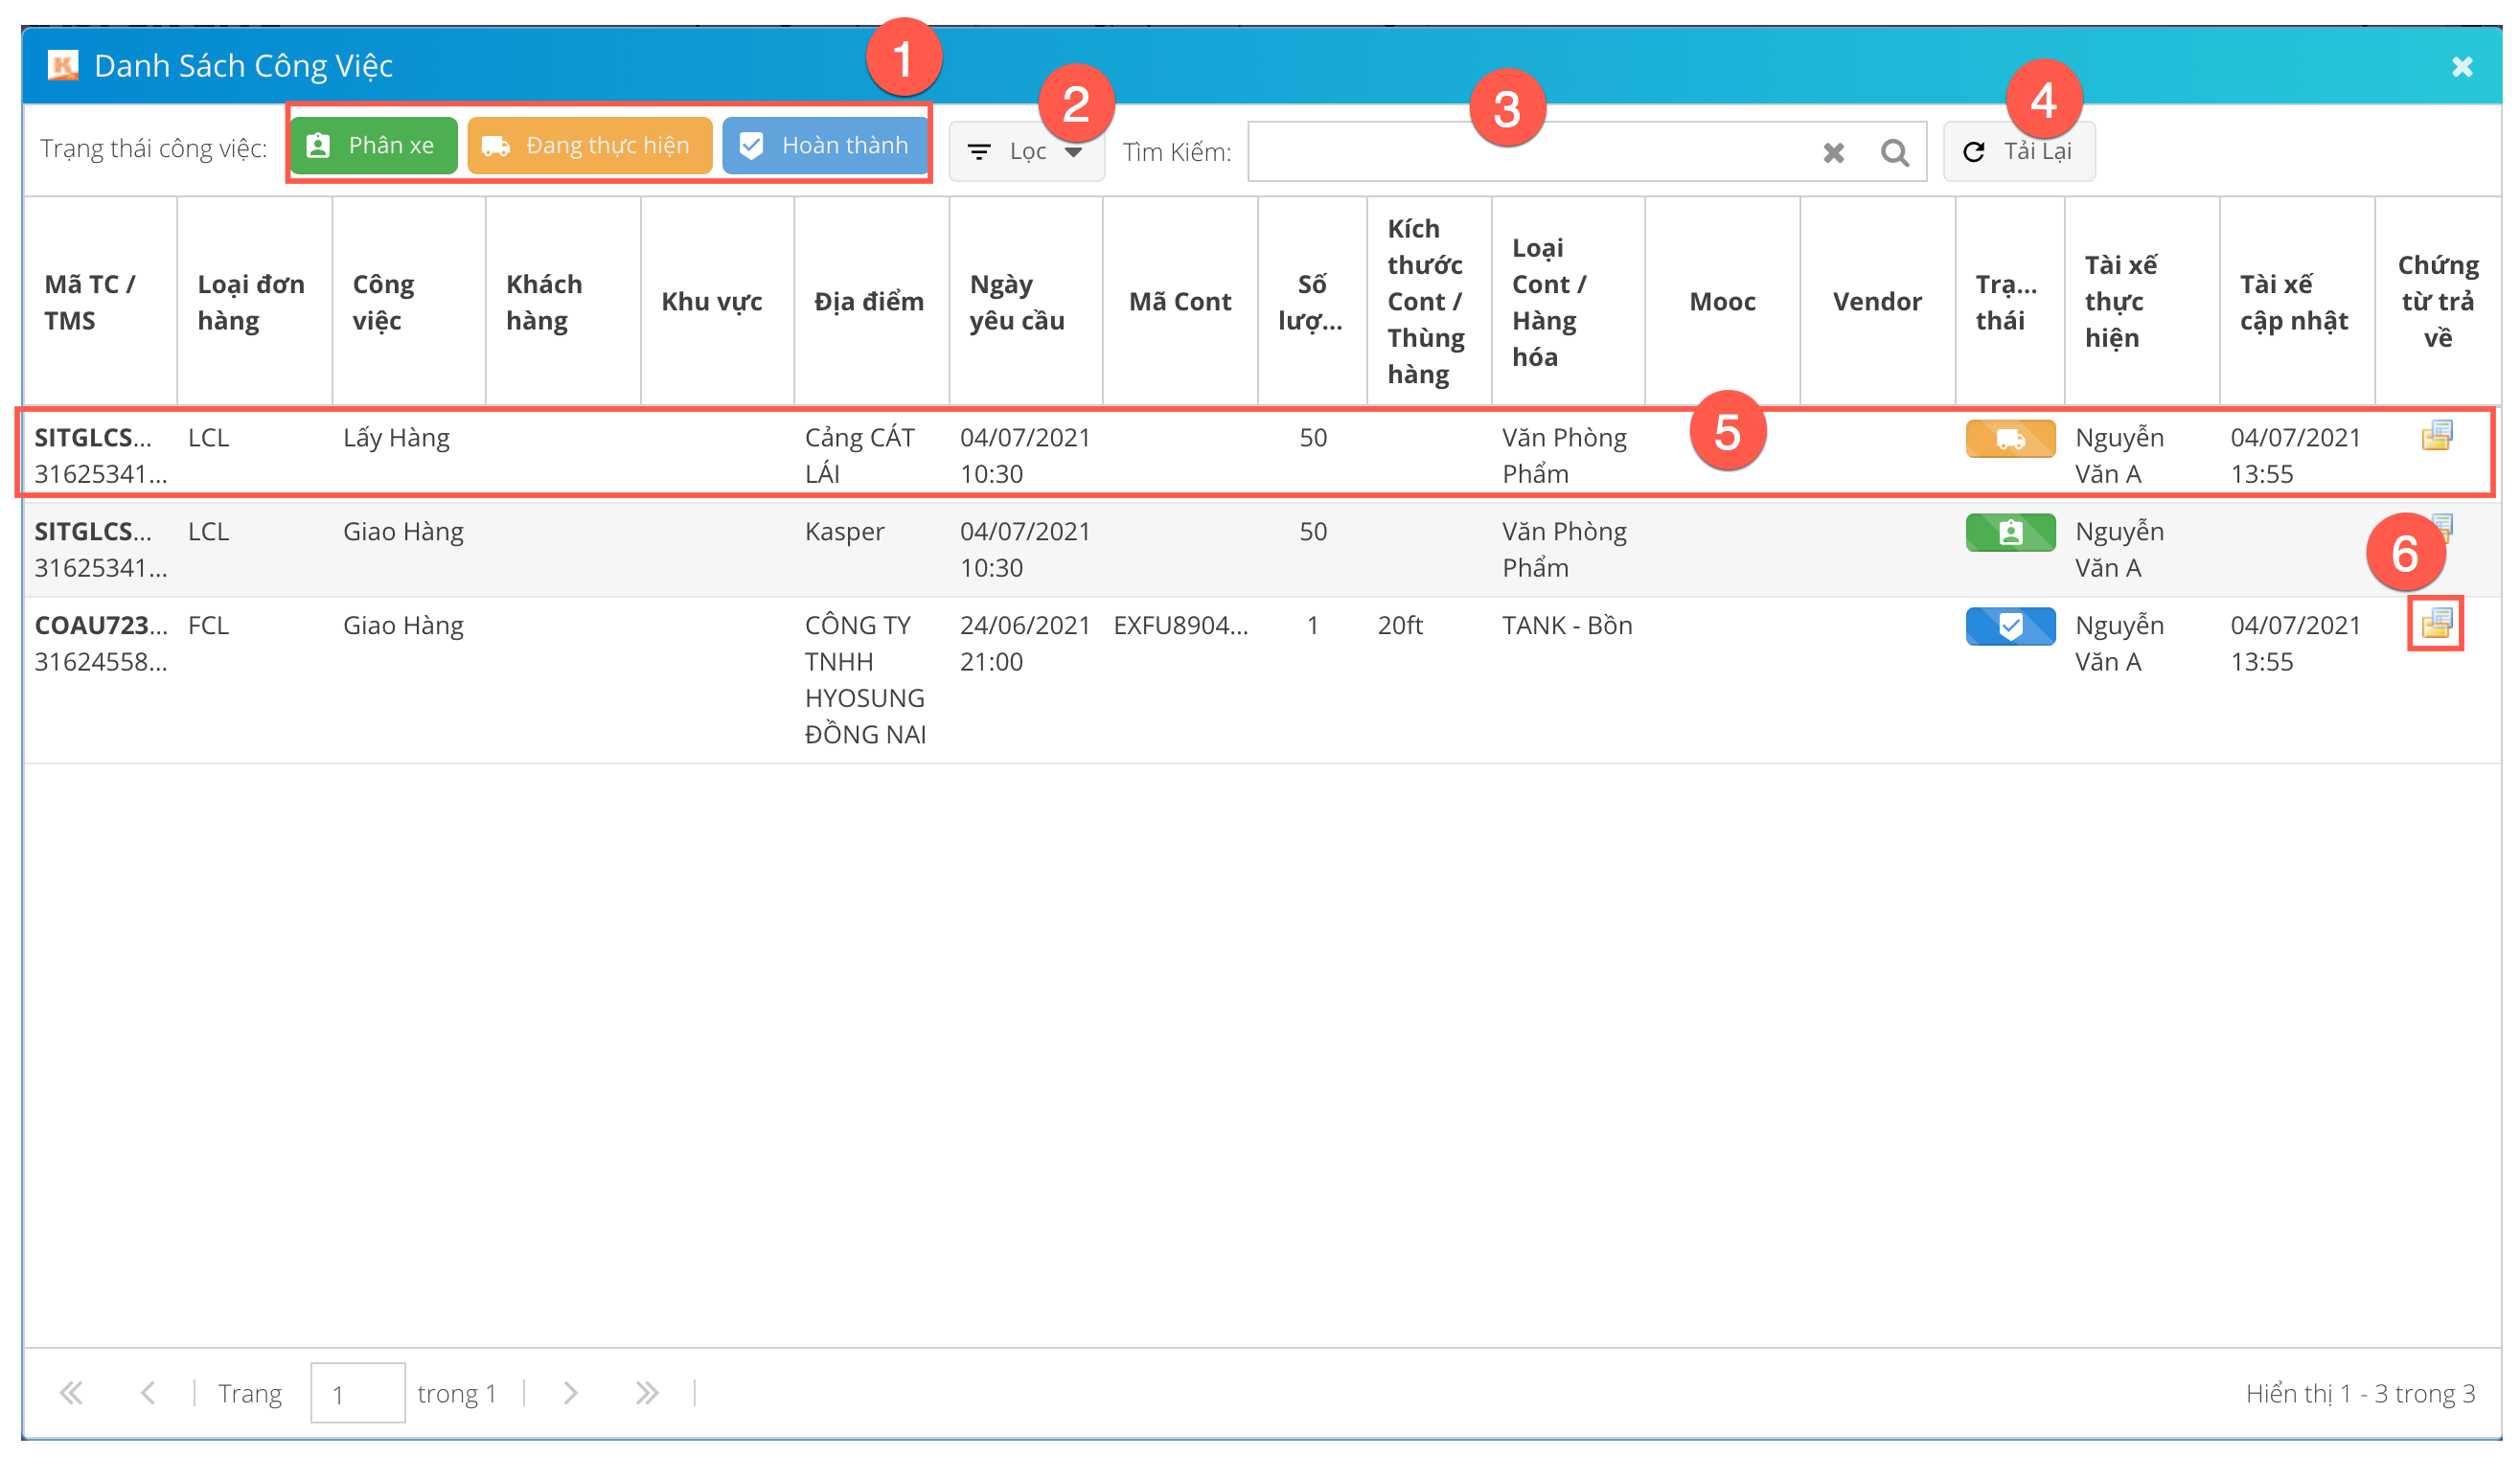 Danh Sách Công Việc
1
2
3
4
Trạng thái công việc: Phân xe Đang thực hiện Hoàn thành Lọc Tìm Kiếm: Tải Lại
Mã TC /
TMS
Loại đơn
hàng
Công
việc
Khách
hàng
Khu vực
Địa điểm
Ngày
yêu cầu
Mã Cont
Số
lượ...
Kích
thước
Cont /
Thùng
hàng
Loại
Cont /
Hàng
hóa
Mooc
Vendor
Trạ...
thái
Tài xế
thực
hiện
Tài xế
cập nhật
Chứng
từ trả
về
5
SITGLCS... LCL Lấy Hàng Cảng CÁT 04/07/2021 50 Văn Phòng Nguyễn 04/07/2021
31625341... LÁI 10:30 Phẩm Văn A 13:55
SITGLCS... LCL Giao Hàng Kasper 04/07/2021 50 Văn Phòng Nguyễn
31625341... 10:30 Phẩm Văn A
6
COAU723... FCL Giao Hàng CÔNG TY 24/06/2021 EXFU8904... 1 20ft TANK - Bồn Nguyễn 04/07/2021
31624558... TNHH 21:00 Văn A 13:55
HYOSUNG
ĐỒNG NAI
Trang 1 trong 1 Hiển thị 1 - 3 trong 3